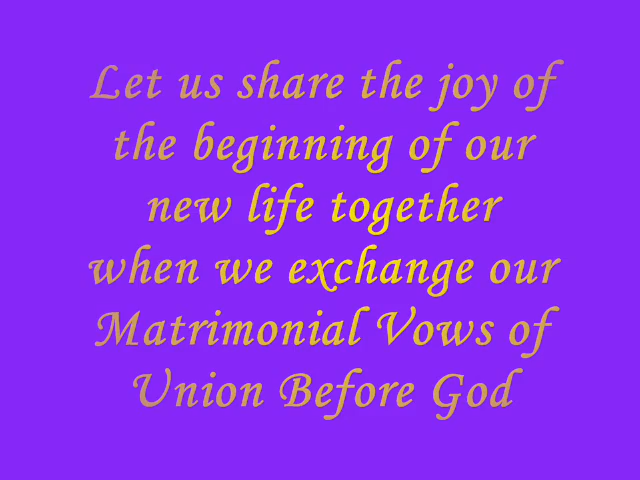 Let us share the joy of
the beginning of our
new life together
when we exchange our
Matrimonial Vows of
Union Before God